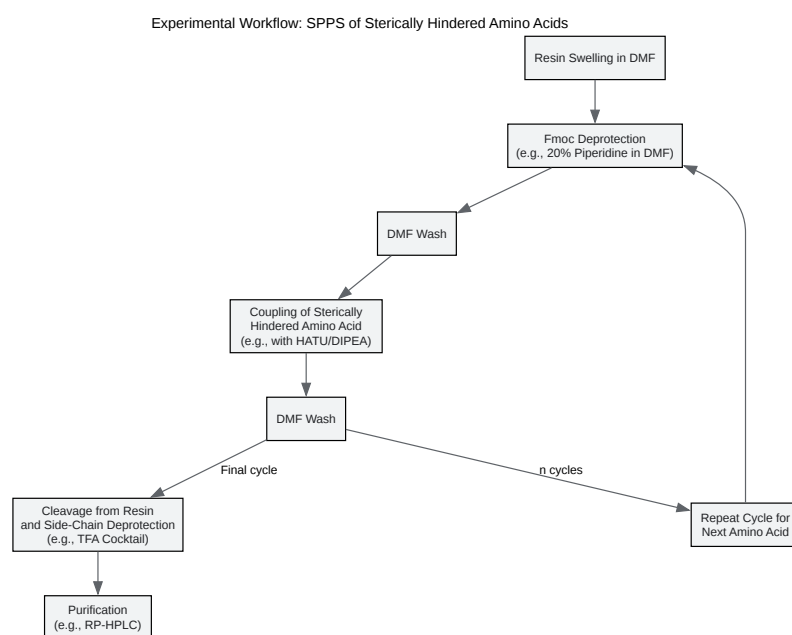 Experimental Workflow: SPPS of Sterically Hindered Amino Acids
Resin Swelling in DMF
Fmoc Deprotection
(e.g., 20% Piperidine in DMF)
DMF Wash
Coupling of Sterically
Hindered Amino Acid
(e.g., with HATU/DIPEA)
DMF Wash
Final cycle
n cycles
Cleavage from Resin
and Side-Chain Deprotection
(e.g., TFA Cocktail)
Repeat Cycle for
Next Amino Acid
Purification
(e.g., RP-HPLC)